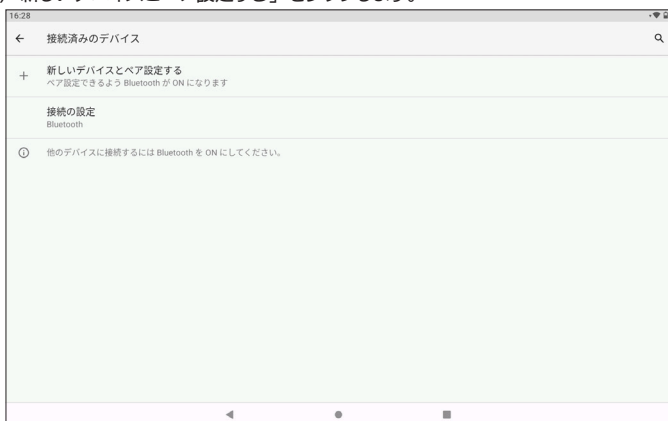 新しいデバイスとペア設定する」をタップします。
16:28
接続済みのデバイス
新しいデバイスとペア設定する
ペア設定できるよう Bluetooth が ON になります
接続の設定
Bluetooth
他のデバイスに接続するには Bluetooth を ON にしてください。